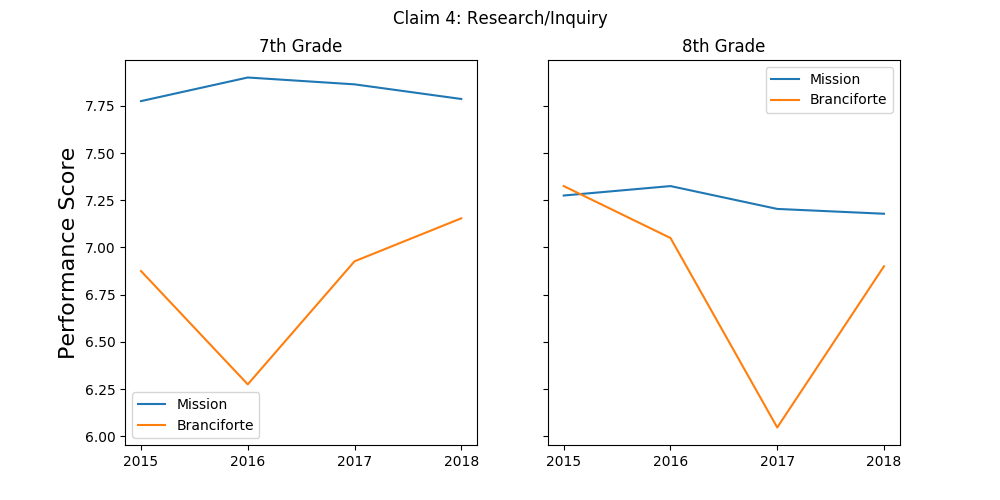 Claim 4: Research/Inquiry
7th Grade
8th Grade
Performance Score
7.75
7.50
7.25
7.00
6.75
6.50
6.25
6.00
2015 2016 2017 2018
Mission
Branciforte
2015 2016 2017 2018
Mission
Branciforte